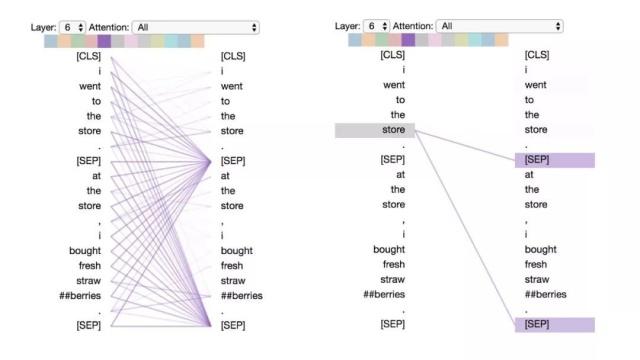 Layer: 6 Attention: All
[CLS] [CLS]
i i
went went
to to
the the
store store
. .
[SEP] [SEP]
at at
the the
store store
, ,
i i
bought bought
fresh fresh
straw straw
##berries ##berries
. .
[SEP] [SEP]
Layer: 6 Attention: All
[CLS] [CLS]
i i
went went
to to
the the
store store
. .
[SEP] [SEP]
at at
the the
store store
, ,
i i
bought bought
fresh fresh
straw straw
##berries ##berries
. .
[SEP] [SEP]